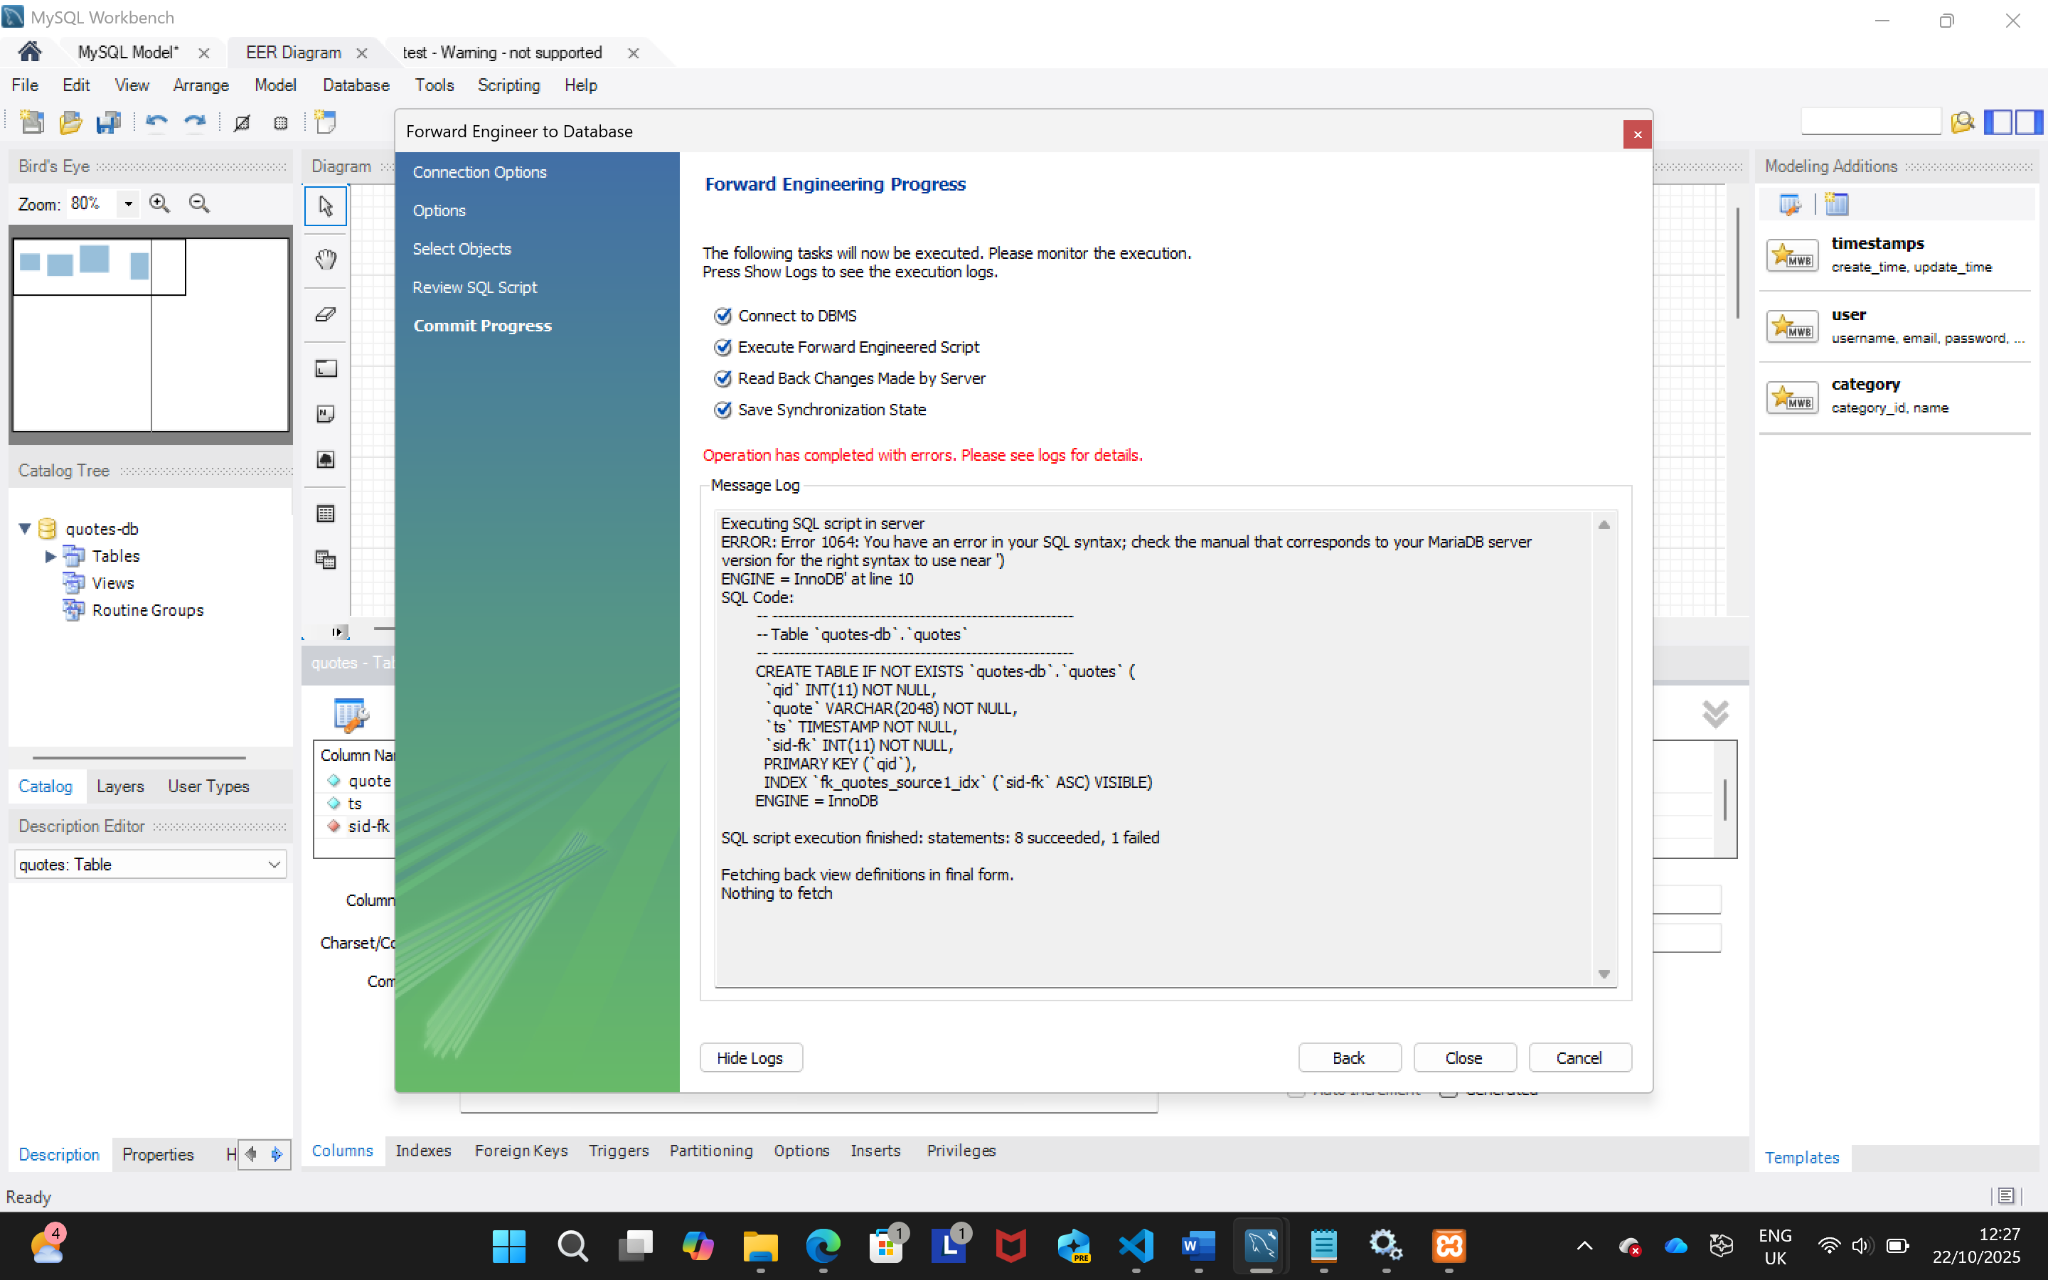 MySQL Workbench
MySQL Model*
EER Diagram
test - Warning - not supported
File Edit View Arrange Model Database Tools Scripting Help
Bird's Eye
Zoom: 80%
Catalog Tree
quotes-db
Tables
Views
Routine Groups
Catalog Layers User Types
Description Editor
quotes: Table
Description Properties H
Ready
Diagram
quotes - Tab
Column Na
quote
ts
sid-fk
Column
Charset/Co
Com
Forward Engineer to Database
Connection Options
Options
Select Objects
Review SQL Script
Commit Progress
Forward Engineering Progress
The following tasks will now be executed. Please monitor the execution.
Press Show Logs to see the execution logs.
Connect to DBMS
Execute Forward Engineered Script
Read Back Changes Made by Server
Save Synchronization State
Operation has completed with errors. Please see logs for details.
Message Log
Executing SQL script in server
ERROR: Error 1064: You have an error in your SQL syntax; check the manual that corresponds to your MariaDB server
version for the right syntax to use near ')
ENGINE = InnoDB' at line 10
SQL Code:
-- -----------------------------------------------------
-- Table `quotes-db`.`quotes`
-- -----------------------------------------------------
CREATE TABLE IF NOT EXISTS `quotes-db`.`quotes` (
`qid` INT(11) NOT NULL,
`quote` VARCHAR(2048) NOT NULL,
`ts` TIMESTAMP NOT NULL,
`sid-fk` INT(11) NOT NULL,
PRIMARY KEY (`qid`),
INDEX `fk_quotes_source1_idx` (`sid-fk` ASC) VISIBLE)
ENGINE = InnoDB
SQL script execution finished: statements: 8 succeeded, 1 failed
Fetching back view definitions in final form.
Nothing to fetch
Hide Logs Back Close Cancel
Auto Increment Generated
Columns Indexes Foreign Keys Triggers Partitioning Options Inserts Privileges
Modeling Additions
MWB
timestamps
create_time, update_time
MWB
user
username, email, password, ...
MWB
category
category_id, name
Templates
4
1
L 1
PRE
W
ENG
UK
12:27
22/10/2025